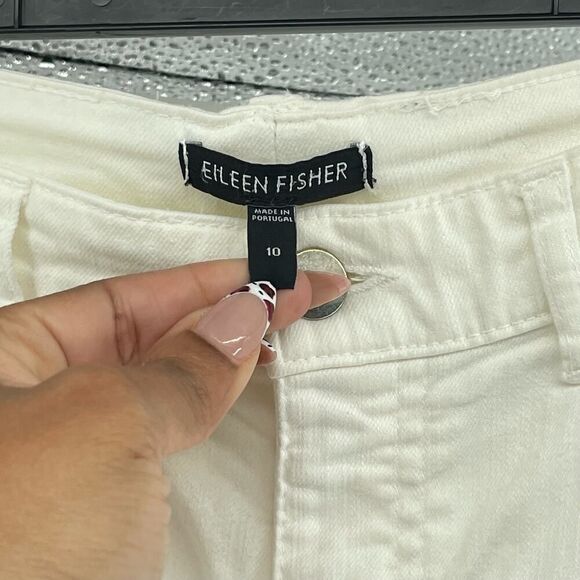 EILEEN FISHER
MADE IN
PORTUGAL
10